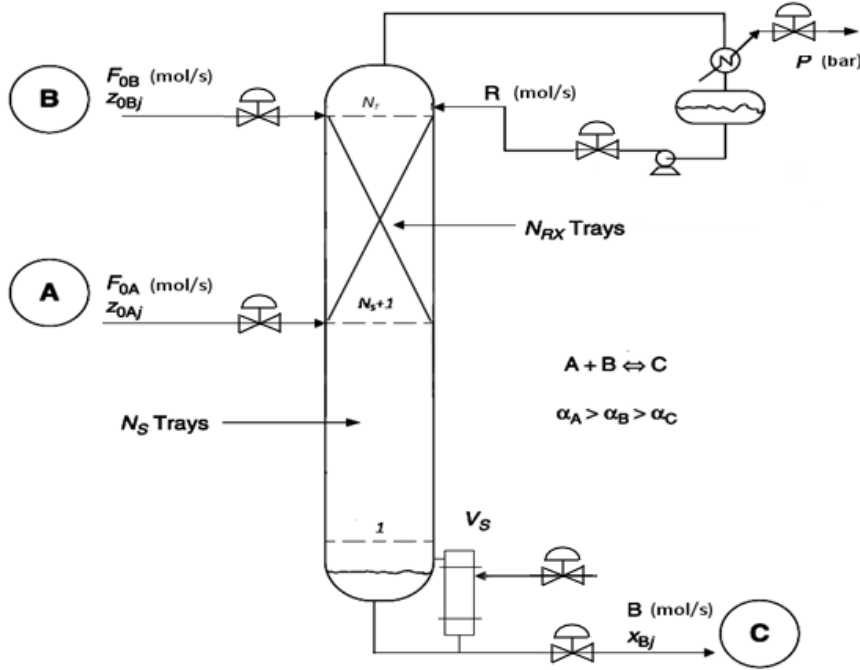 B
F0B (mol/s)
z0Bj
NT
R (mol/s)
N
P (bar)
NRX Trays
A
F0A (mol/s)
z0Aj
Ns+1
A + B ⇔ C
αA > αB > αC
NS Trays
1
VS
B (mol/s)
xBj
C